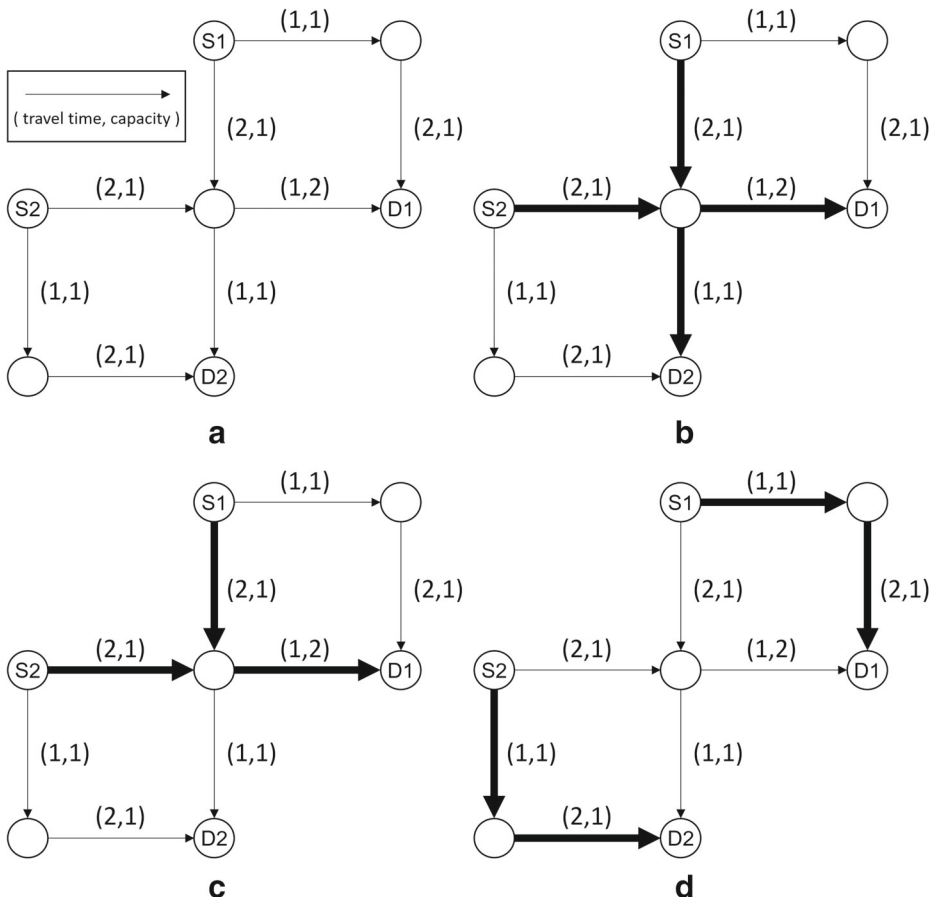 S1 (1,1)
(2,1) (2,1)
( travel time, capacity )
S2 (2,1) (1,2) D1
(1,1) (1,1)
(2,1) D2
a
S1 (1,1)
(2,1) (2,1)
S2 (2,1) (1,2) D1
(1,1) (1,1)
(2,1) D2
b
S1 (1,1)
(2,1) (2,1)
S2 (2,1) (1,2) D1
(1,1) (1,1)
(2,1) D2
c
S1 (1,1)
(2,1) (2,1)
S2 (2,1) (1,2) D1
(1,1) (1,1)
(2,1) D2
d